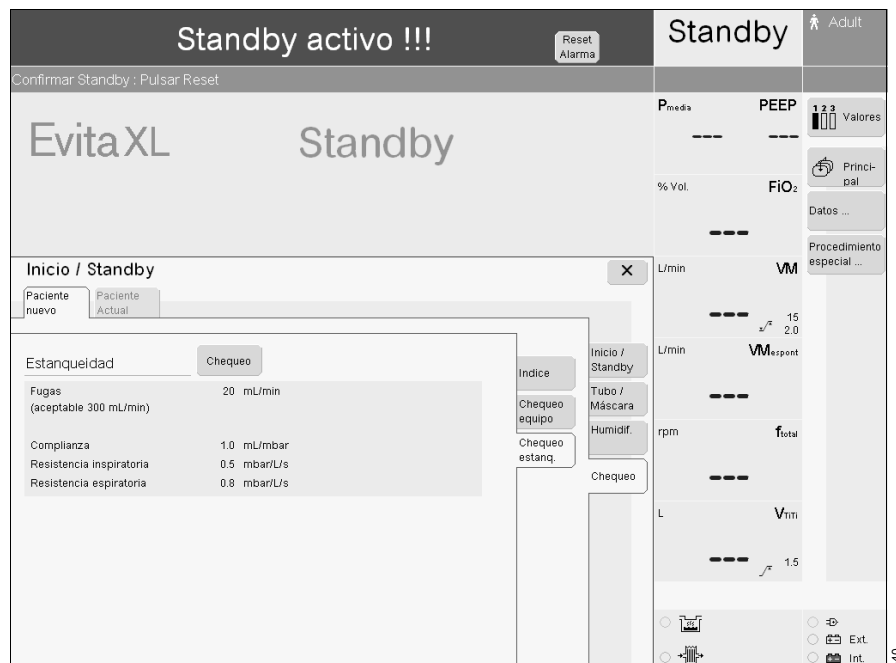 Standby activo !!!
Reset
Alarma
Standby
Adult
Confirmar Standby : Pulsar Reset
Evita XL
Standby
Pmedia PEEP
--- ---
% Vol. FiO2
---
L/min VM
---
15
2.0
L/min VMespont
---
rpm ftotal
---
L VTiTi
---
1.5
1 2 3
Valores
Princi-
pal
Datos ...
Procedimiento
especial ...
Inicio / Standby
X
Paciente
nuevo
Paciente
Actual
Estanqueidad
Chequeo
Fugas 20 mL/min
(aceptable 300 mL/min)
Complianza 1.0 mL/mbar
Resistencia inspiratoria 0.5 mbar/L/s
Resistencia espiratoria 0.8 mbar/L/s
Indice
Chequeo
equipo
Chequeo
estanq.
Inicio /
Standby
Tubo /
Máscara
Humidif.
Chequeo
Ext.
Int.